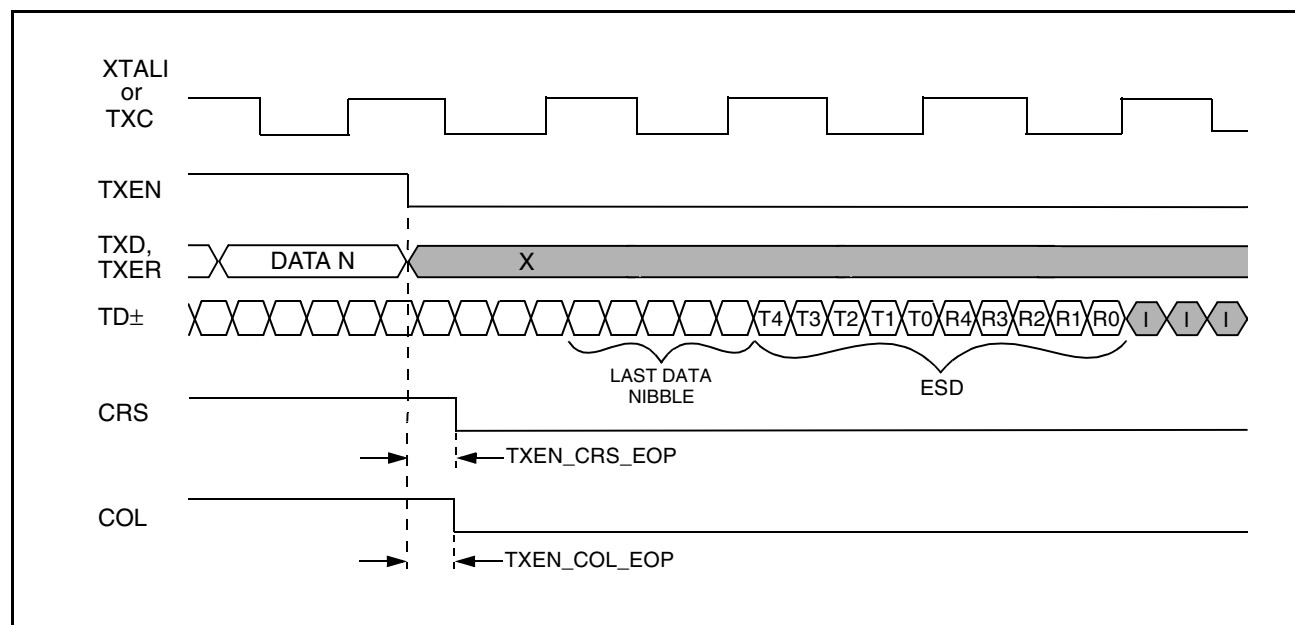 XTALI
or
TXC
TXEN
TXD,
TXER
DATA N
X
TD±
T4 T3 T2 T1 T0 R4 R3 R2 R1 R0 I I I
LAST DATA
NIBBLE
ESD
CRS
TXEN_CRS_EOP
COL
TXEN_COL_EOP